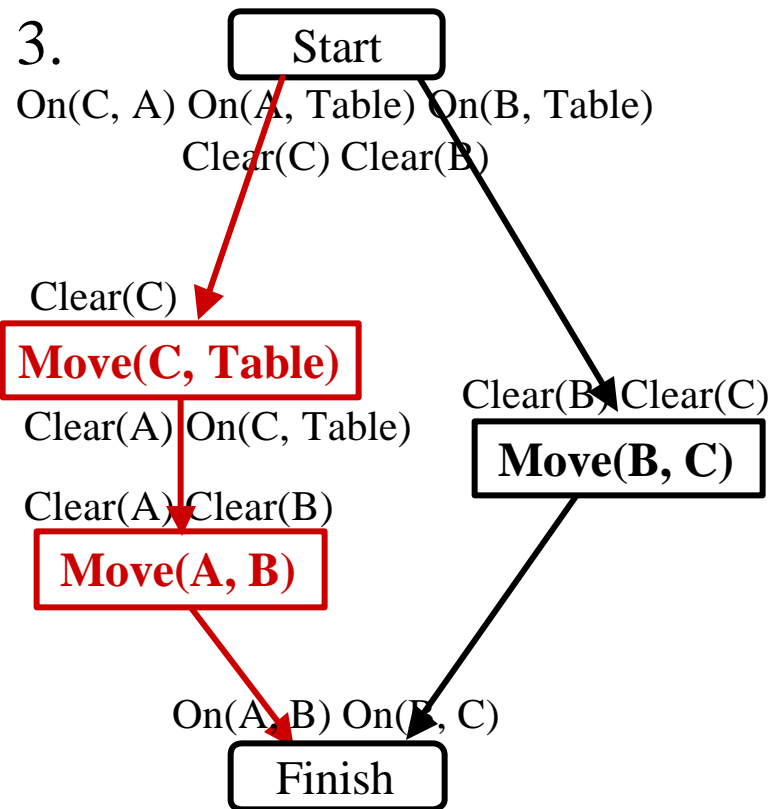 3.
Start
On(C, A) On(A, Table) On(B, Table)
Clear(C) Clear(B)
Clear(C)
Move(C, Table)
Clear(A) On(C, Table)
Clear(B) Clear(C)
Move(B, C)
Clear(A) Clear(B)
Move(A, B)
On(A, B) On(B, C)
Finish